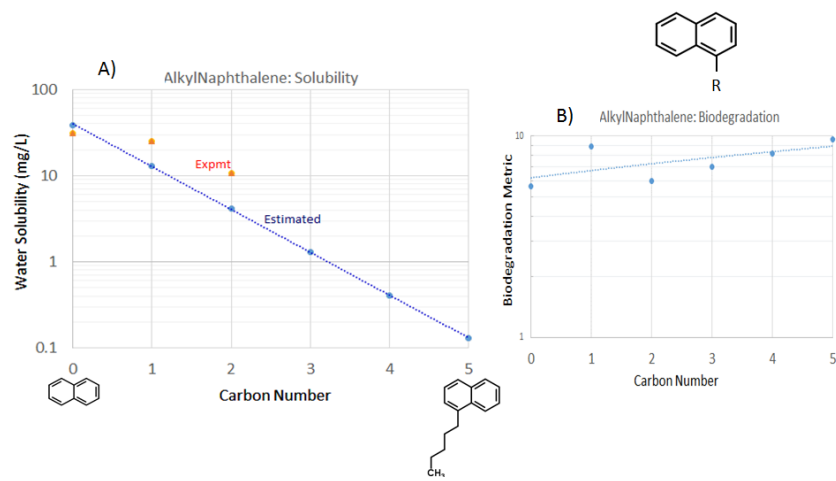 A)
AlkylNaphthalene: Solubility
100
10
1
0.1
Water Solubility (mg/L)
Expmt
Estimated
0 1 2 3 4 5
Carbon Number
CH₃
R
B)
AlkylNaphthalene: Biodegradation
10
1
Biodegradation Metric
0 1 2 3 4 5
Carbon Number